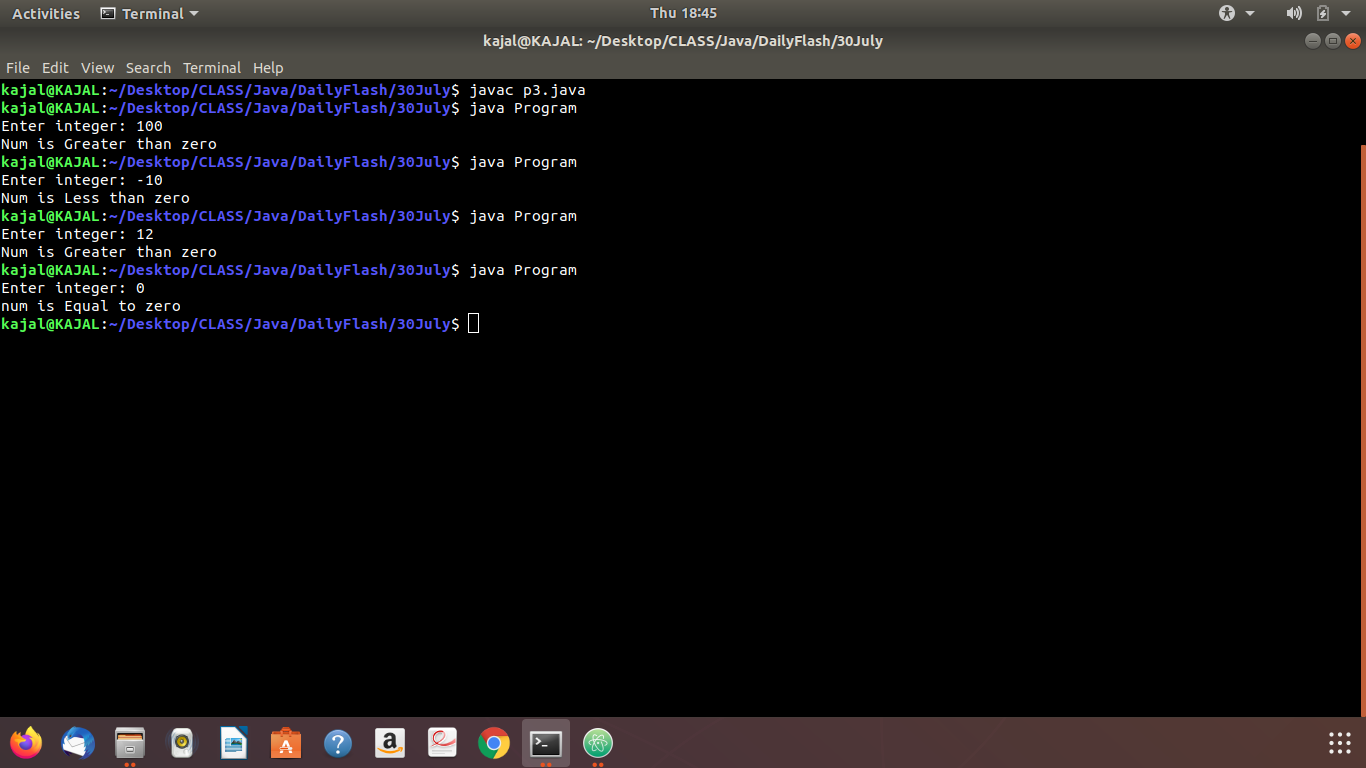 Activities Terminal Thu 18:45
kajal@KAJAL: ~/Desktop/CLASS/Java/DailyFlash/30July
File Edit View Search Terminal Help
kajal@KAJAL:~/Desktop/CLASS/Java/DailyFlash/30July$ javac p3.java
kajal@KAJAL:~/Desktop/CLASS/Java/DailyFlash/30July$ java Program
Enter integer: 100
Num is Greater than zero
kajal@KAJAL:~/Desktop/CLASS/Java/DailyFlash/30July$ java Program
Enter integer: -10
Num is Less than zero
kajal@KAJAL:~/Desktop/CLASS/Java/DailyFlash/30July$ java Program
Enter integer: 12
Num is Greater than zero
kajal@KAJAL:~/Desktop/CLASS/Java/DailyFlash/30July$ java Program
Enter integer: 0
num is Equal to zero
kajal@KAJAL:~/Desktop/CLASS/Java/DailyFlash/30July$